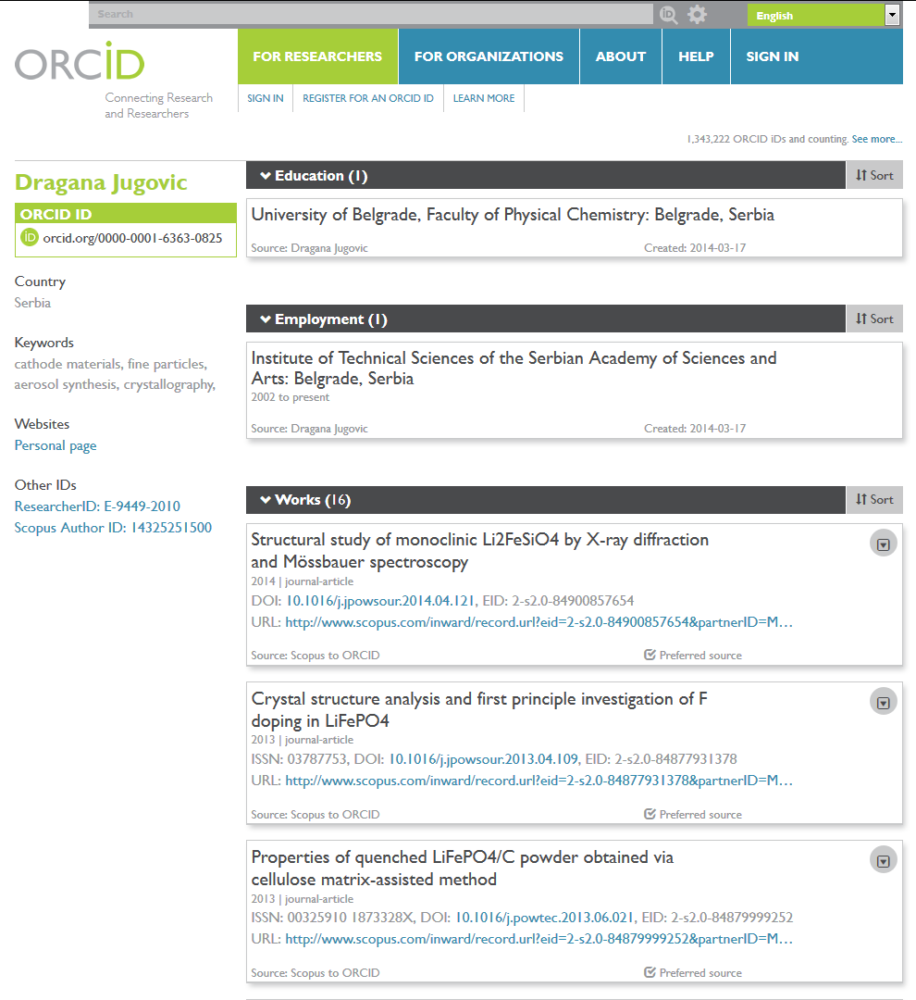 Search
English
ORCID
Connecting Research
and Researchers
FOR RESEARCHERS
FOR ORGANIZATIONS
ABOUT
HELP
SIGN IN
SIGN IN
REGISTER FOR AN ORCID ID
LEARN MORE
1,343,222 ORCID iDs and counting. See more...
Dragana Jugovic
ORCID ID
iD orcid.org/0000-0001-6363-0825
Country
Serbia
Keywords
cathode materials, fine particles,
aerosol synthesis, crystallography,
Websites
Personal page
Other IDs
ResearcherID: E-9449-2010
Scopus Author ID: 14325251500
Education (1)
Sort
University of Belgrade, Faculty of Physical Chemistry: Belgrade, Serbia
Source: Dragana Jugovic Created: 2014-03-17
Employment (1)
Sort
Institute of Technical Sciences of the Serbian Academy of Sciences and
Arts: Belgrade, Serbia
2002 to present
Source: Dragana Jugovic Created: 2014-03-17
Works (16)
Sort
Structural study of monoclinic Li2FeSiO4 by X-ray diffraction
and Mössbauer spectroscopy
2014 | journal-article
DOI: 10.1016/j.jpowsour.2014.04.121, EID: 2-s2.0-84900857654
URL: http://www.scopus.com/inward/record.url?eid=2-s2.0-84900857654&partnerID=M…
Source: Scopus to ORCID Preferred source
Crystal structure analysis and first principle investigation of F
doping in LiFePO4
2013 | journal-article
ISSN: 03787753, DOI: 10.1016/j.jpowsour.2013.04.109, EID: 2-s2.0-84877931378
URL: http://www.scopus.com/inward/record.url?eid=2-s2.0-84877931378&partnerID=M…
Source: Scopus to ORCID Preferred source
Properties of quenched LiFePO4/C powder obtained via
cellulose matrix-assisted method
2013 | journal-article
ISSN: 00325910 1873328X, DOI: 10.1016/j.powtec.2013.06.021, EID: 2-s2.0-84879999252
URL: http://www.scopus.com/inward/record.url?eid=2-s2.0-84879999252&partnerID=M…
Source: Scopus to ORCID Preferred source